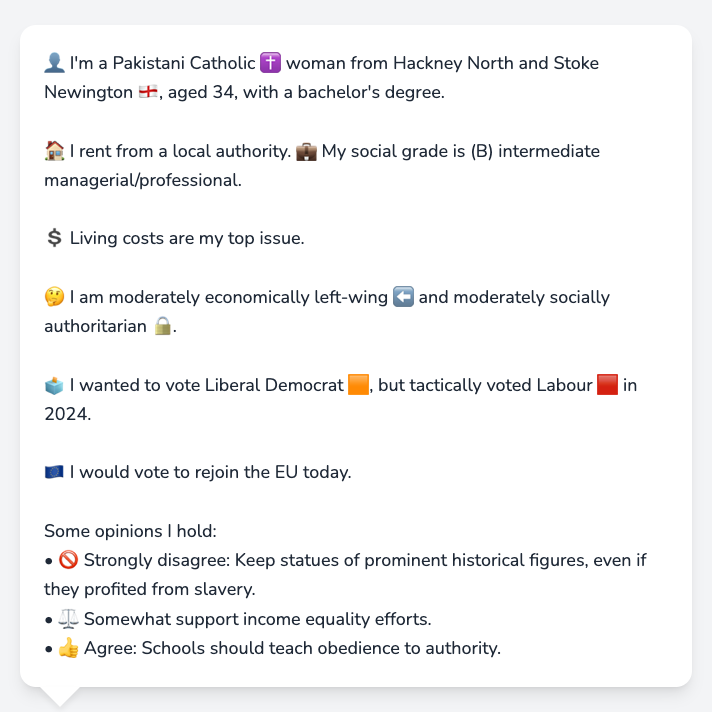 👤 I'm a Pakistani Catholic ✝️ woman from Hackney North and Stoke
Newington 🏴󠁧󠁢󠁥󠁮󠁧󠁿, aged 34, with a bachelor's degree.
🏠 I rent from a local authority. 💼 My social grade is (B) intermediate
managerial/professional.
💲 Living costs are my top issue.
🤔 I am moderately economically left-wing ⬅️ and moderately socially
authoritarian 🔒.
🗳️ I wanted to vote Liberal Democrat 🟧, but tactically voted Labour 🟥 in
2024.
🇪🇺 I would vote to rejoin the EU today.
Some opinions I hold:
• 🚫 Strongly disagree: Keep statues of prominent historical figures, even if
they profited from slavery.
• ⚖️ Somewhat support income equality efforts.
• 👍 Agree: Schools should teach obedience to authority.